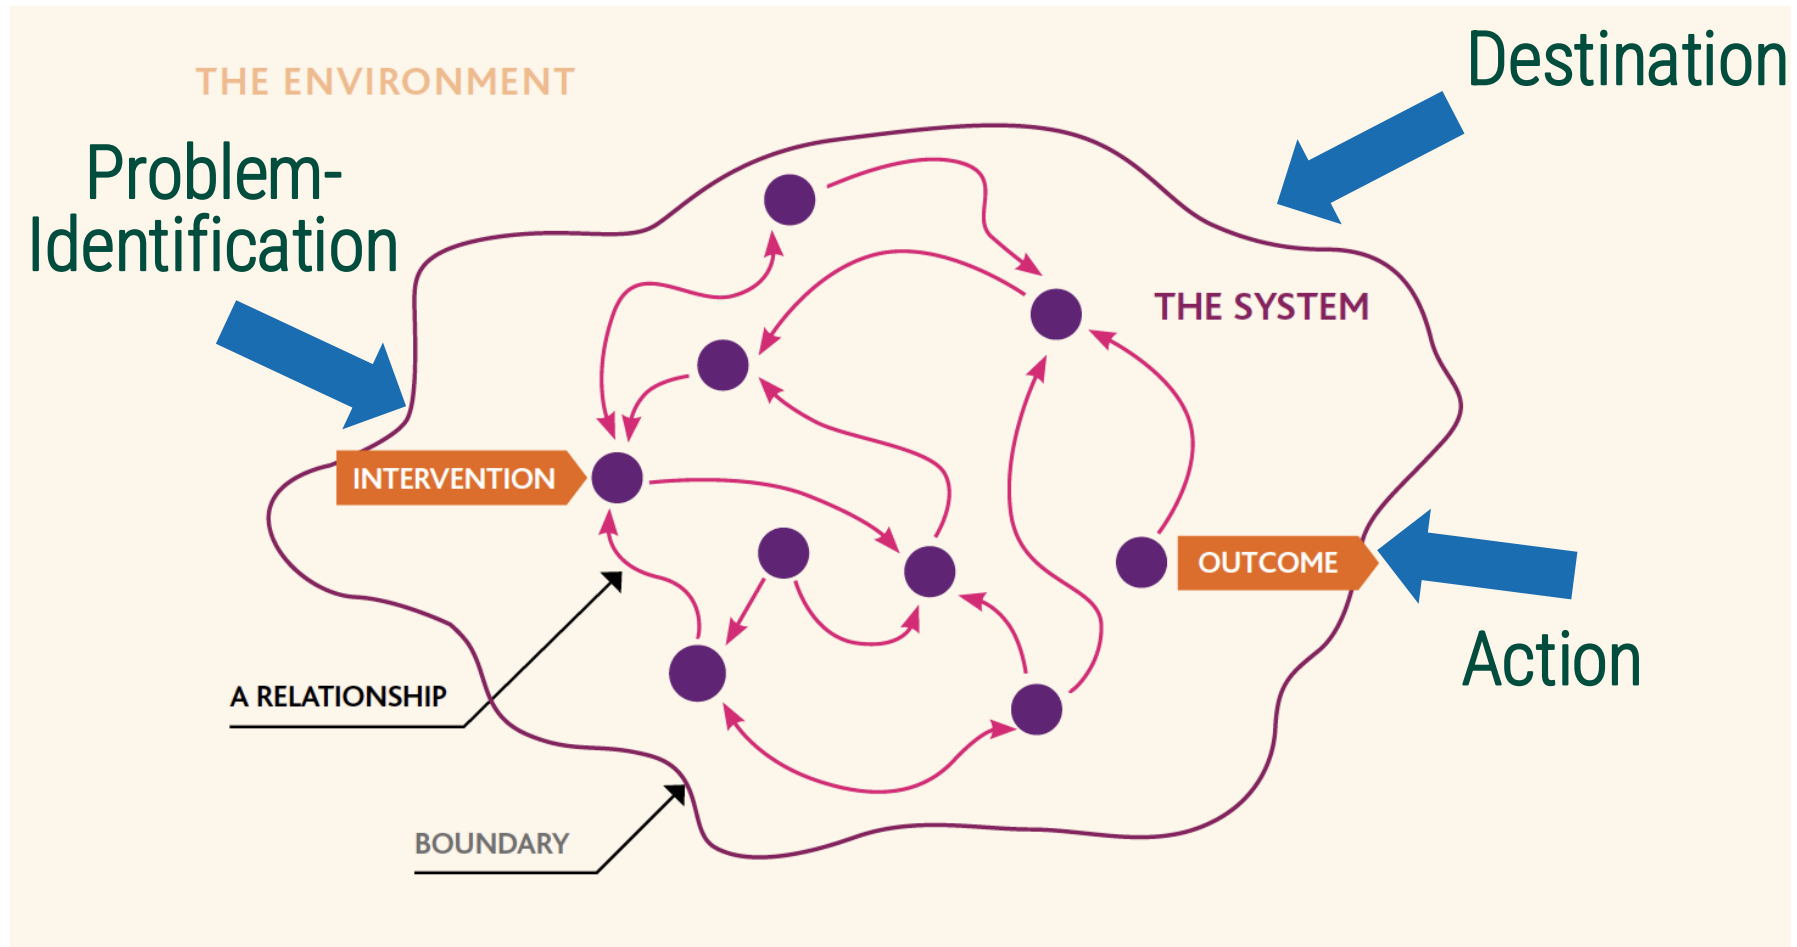 THE ENVIRONMENT
Destination
Problem-
Identification
THE SYSTEM
INTERVENTION
OUTCOME
Action
A RELATIONSHIP
BOUNDARY